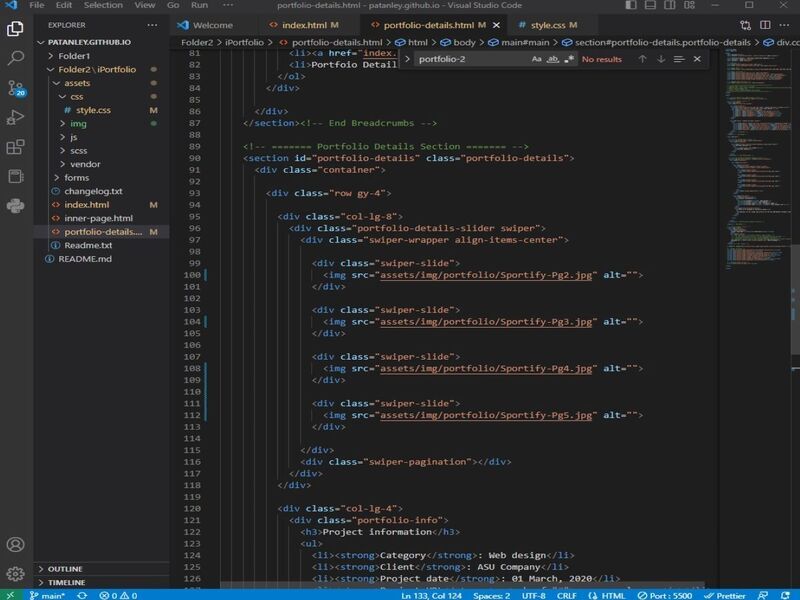 File Edit Selection View Go Run ··· portfolio-details.html - patanley.github.io - Visual Studio Code
EXPLORER ···
Welcome
index.html M
portfolio-details.html M
style.css M
PATANLEY.GITHUB.IO
Folder1
Folder2\iPortfolio
assets
css
style.css M
img
js
scss
vendor
forms
changelog.txt
index.html M
inner-page.html
portfolio-details.... M
Readme.txt
README.md
20
OUTLINE
TIMELINE
Folder2 > iPortfolio > portfolio-details.html > html > body > main#main > section#portfolio-details.portfolio-details > div.co
portfolio-2 Aa ab No results
81 <li><a href="index.
82 <li>Portfolo Detail
83 </ol>
84 </div>
85
86 </div>
87 </section><!-- End Breadcrumbs -->
88
89 <!-- ======= Portfolio Details Section ======= -->
90 <section id="portfolio-details" class="portfolio-details">
91 <div class="container">
92
93 <div class="row gy-4">
94
95 <div class="col-lg-8">
96 <div class="portfolio-details-slider swiper">
97 <div class="swiper-wrapper align-items-center">
98
99 <div class="swiper-slide">
100 <img src="assets/img/portfolio/Sportify-Pg2.jpg" alt="">
101 </div>
102
103 <div class="swiper-slide">
104 <img src="assets/img/portfolio/Sportify-Pg3.jpg" alt="">
105 </div>
106
107 <div class="swiper-slide">
108 <img src="assets/img/portfolio/Sportify-Pg4.jpg" alt="">
109 </div>
110
111 <div class="swiper-slide">
112 <img src="assets/img/portfolio/Sportify-Pg5.jpg" alt="">
113 </div>
114
115 </div>
116 <div class="swiper-pagination"></div>
117 </div>
118 </div>
119
120 <div class="col-lg-4">
121 <div class="portfolio-info">
122 <h3>Project information</h3>
123 <ul>
124 <li><strong>Category</strong>: Web design</li>
125 <li><strong>Client</strong>: ASU Company</li>
126 <li><strong>Project date</strong>: 01 March, 2020</li>
main* 0 0 Ln 133, Col 124 Spaces: 2 UTF-8 CRLF HTML Port : 5500 Prettier